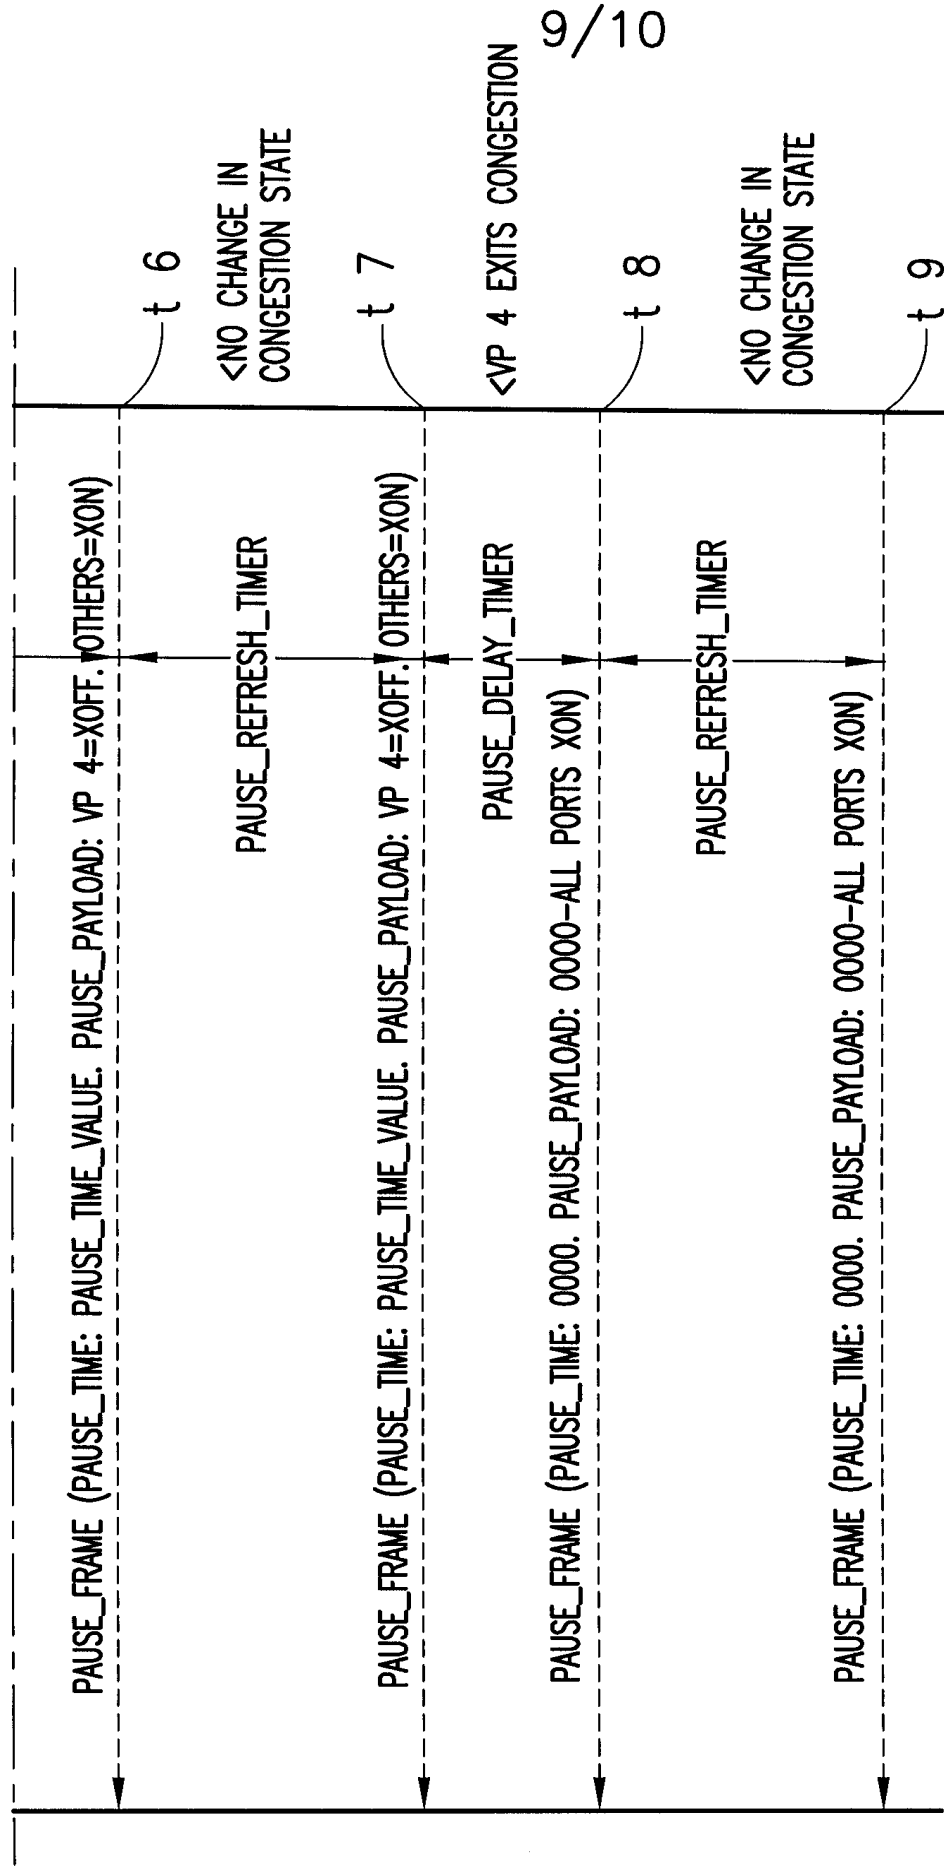 9/10
PAUSE_FRAME (PAUSE_TIME: PAUSE_TIME_VALUE. PAUSE_PAYLOAD: VP 4=XOFF. OTHERS=XON)
t 6
PAUSE_REFRESH_TIMER
<NO CHANGE IN
CONGESTION STATE
PAUSE_FRAME (PAUSE_TIME: PAUSE_TIME_VALUE. PAUSE_PAYLOAD: VP 4=XOFF. OTHERS=XON)
t 7
PAUSE_DELAY_TIMER
<VP 4 EXITS CONGESTION
PAUSE_FRAME (PAUSE_TIME: 0000. PAUSE_PAYLOAD: 0000-ALL PORTS XON)
t 8
PAUSE_REFRESH_TIMER
<NO CHANGE IN
CONGESTION STATE
PAUSE_FRAME (PAUSE_TIME: 0000. PAUSE_PAYLOAD: 0000-ALL PORTS XON)
t 9